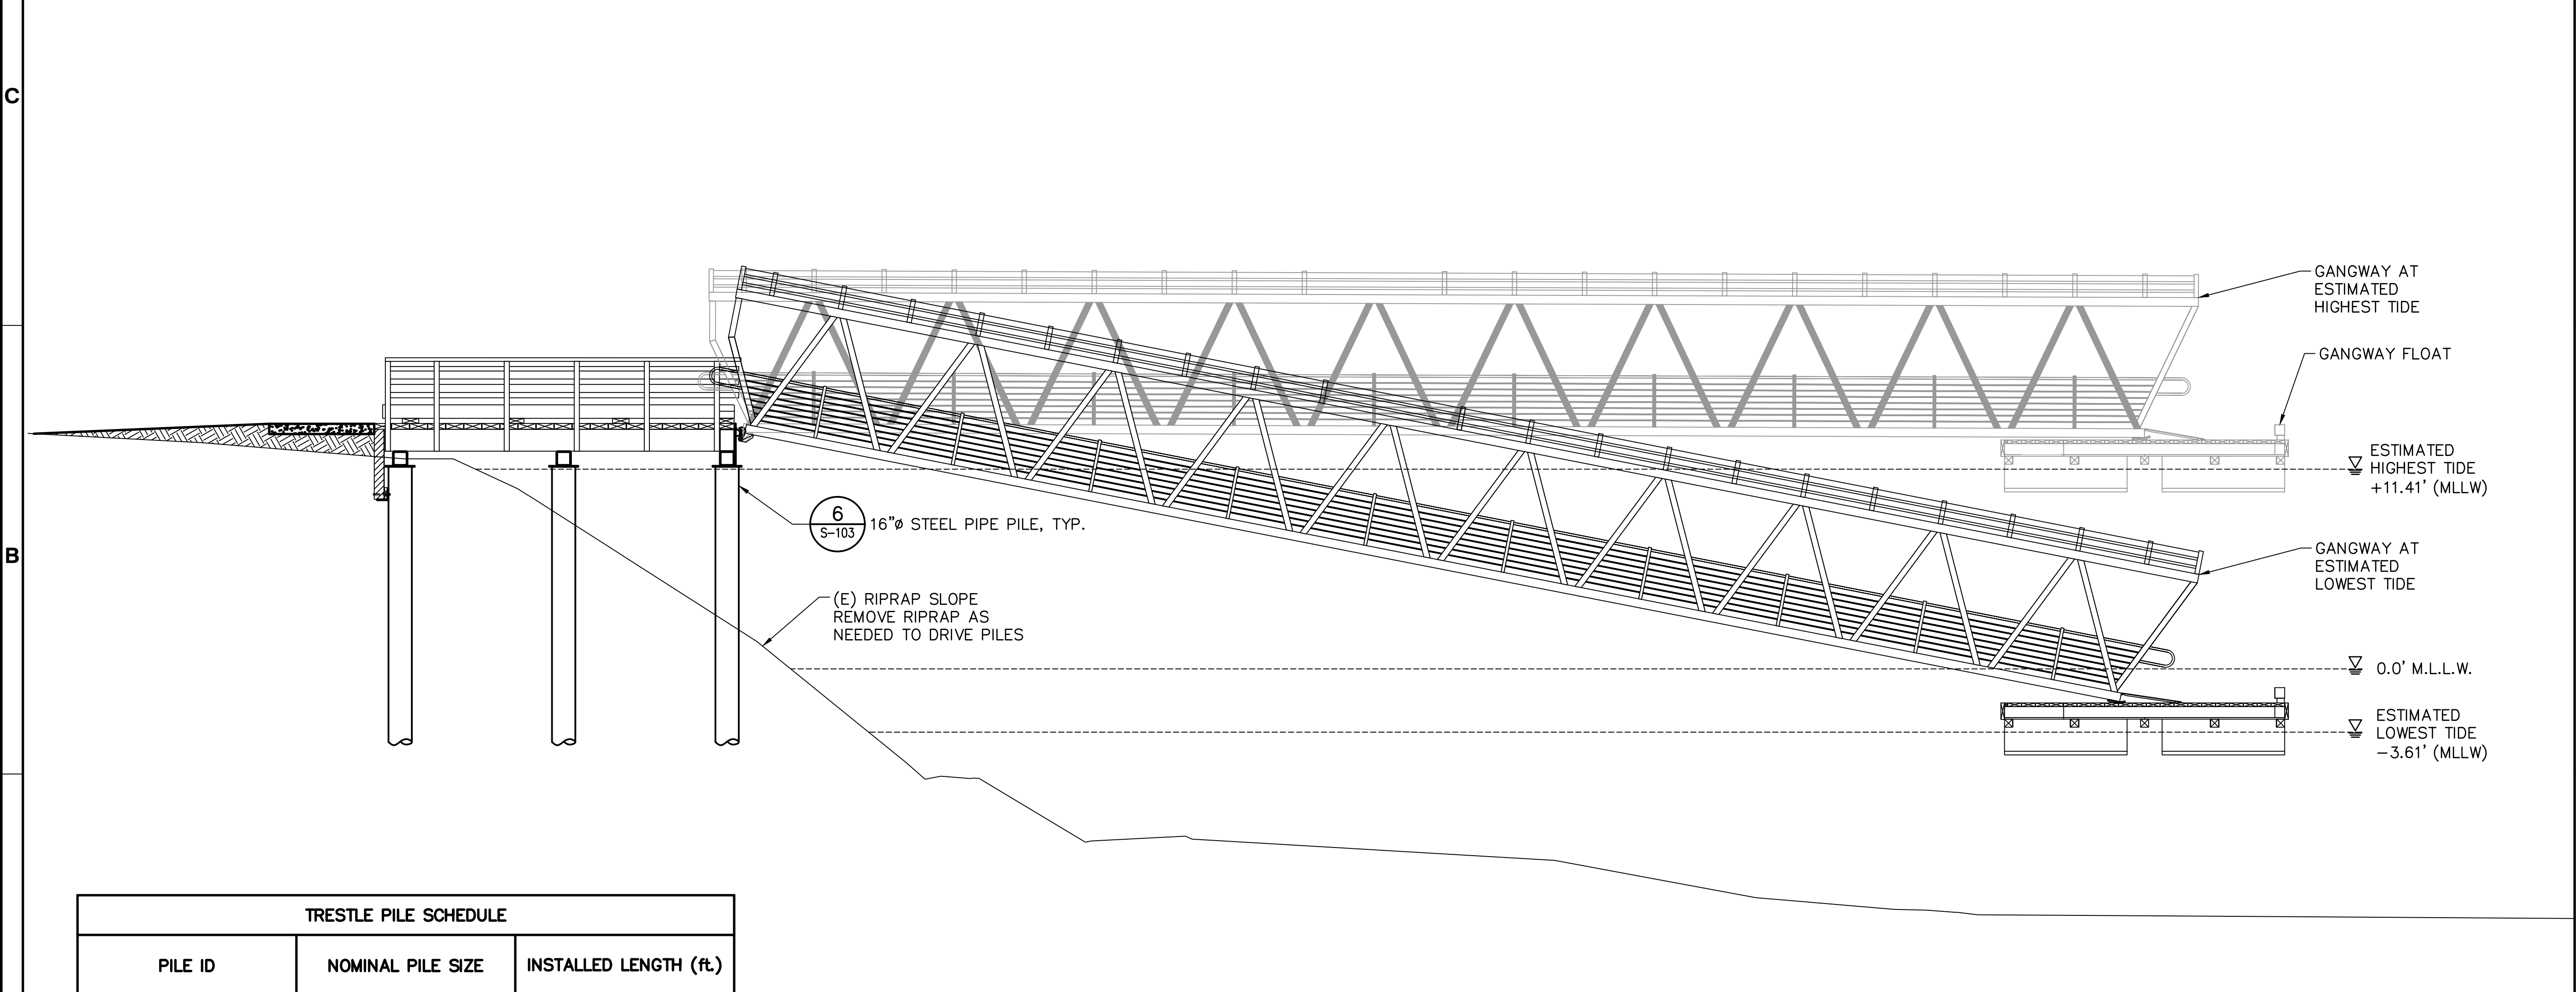 C
GANGWAY AT
ESTIMATED
HIGHEST TIDE
GANGWAY FLOAT
ESTIMATED
HIGHEST TIDE
+11.41' (MLLW)
6
S-103
16"ø STEEL PIPE PILE, TYP.
B
GANGWAY AT
ESTIMATED
LOWEST TIDE
(E) RIPRAP SLOPE
REMOVE RIPRAP AS
NEEDED TO DRIVE PILES
0.0' M.L.L.W.
ESTIMATED
LOWEST TIDE
-3.61' (MLLW)
TRESTLE PILE SCHEDULE
PILE ID
NOMINAL PILE SIZE
INSTALLED LENGTH (ft.)